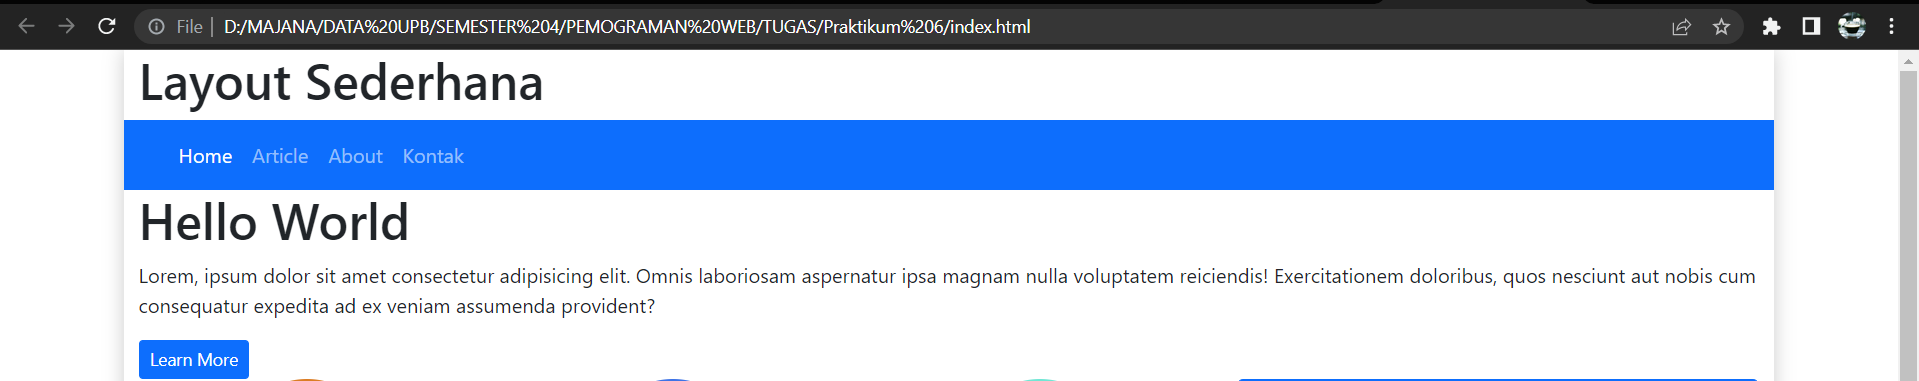 File | D:/MAJANA/DATA%20UPB/SEMESTER%204/PEMOGRAMAN%20WEB/TUGAS/Praktikum%206/index.html
Layout Sederhana
Home Article About Kontak
Hello World
Lorem, ipsum dolor sit amet consectetur adipisicing elit. Omnis laboriosam aspernatur ipsa magnam nulla voluptatem reiciendis! Exercitationem doloribus, quos nesciunt aut nobis cum
consequatur expedita ad ex veniam assumenda provident?
Learn More